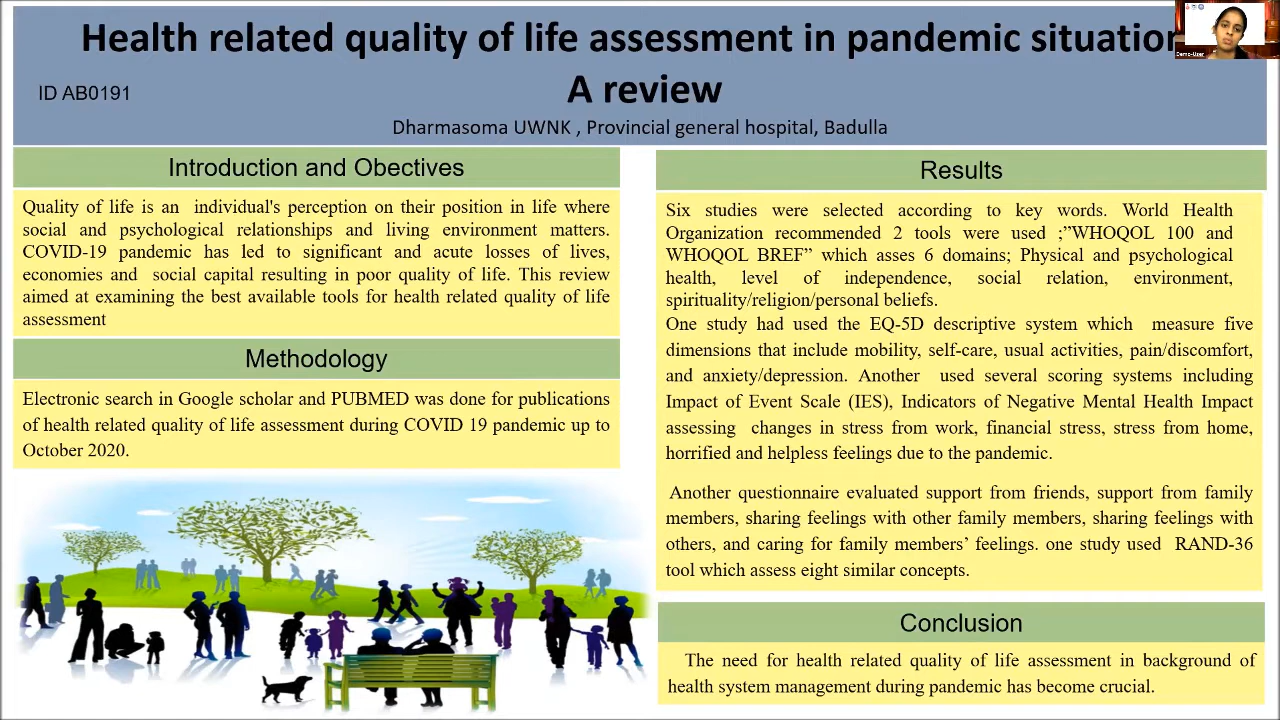 Health related quality of life assessment in pandemic situation
A review
ID AB0191
Dharmasoma UWNK , Provincial general hospital, Badulla
Introduction and Obectives
Quality of life is an individual's perception on their position in life where
social and psychological relationships and living environment matters.
COVID-19 pandemic has led to significant and acute losses of lives,
economies and social capital resulting in poor quality of life. This review
aimed at examining the best available tools for health related quality of life
assessment
Methodology
Electronic search in Google scholar and PUBMED was done for publications
of health related quality of life assessment during COVID 19 pandemic up to
October 2020.
Results
Six studies were selected according to key words. World Health
Organization recommended 2 tools were used ;”WHOQOL 100 and
WHOQOL BREF” which asses 6 domains; Physical and psychological
health, level of independence, social relation, environment,
spirituality/religion/personal beliefs.
One study had used the EQ-5D descriptive system which measure five
dimensions that include mobility, self-care, usual activities, pain/discomfort,
and anxiety/depression. Another used several scoring systems including
Impact of Event Scale (IES), Indicators of Negative Mental Health Impact
assessing changes in stress from work, financial stress, stress from home,
horrified and helpless feelings due to the pandemic.
Another questionnaire evaluated support from friends, support from family
members, sharing feelings with other family members, sharing feelings with
others, and caring for family members’ feelings. one study used RAND-36
tool which assess eight similar concepts.
Conclusion
The need for health related quality of life assessment in background of
health system management during pandemic has become crucial.
Demo-User